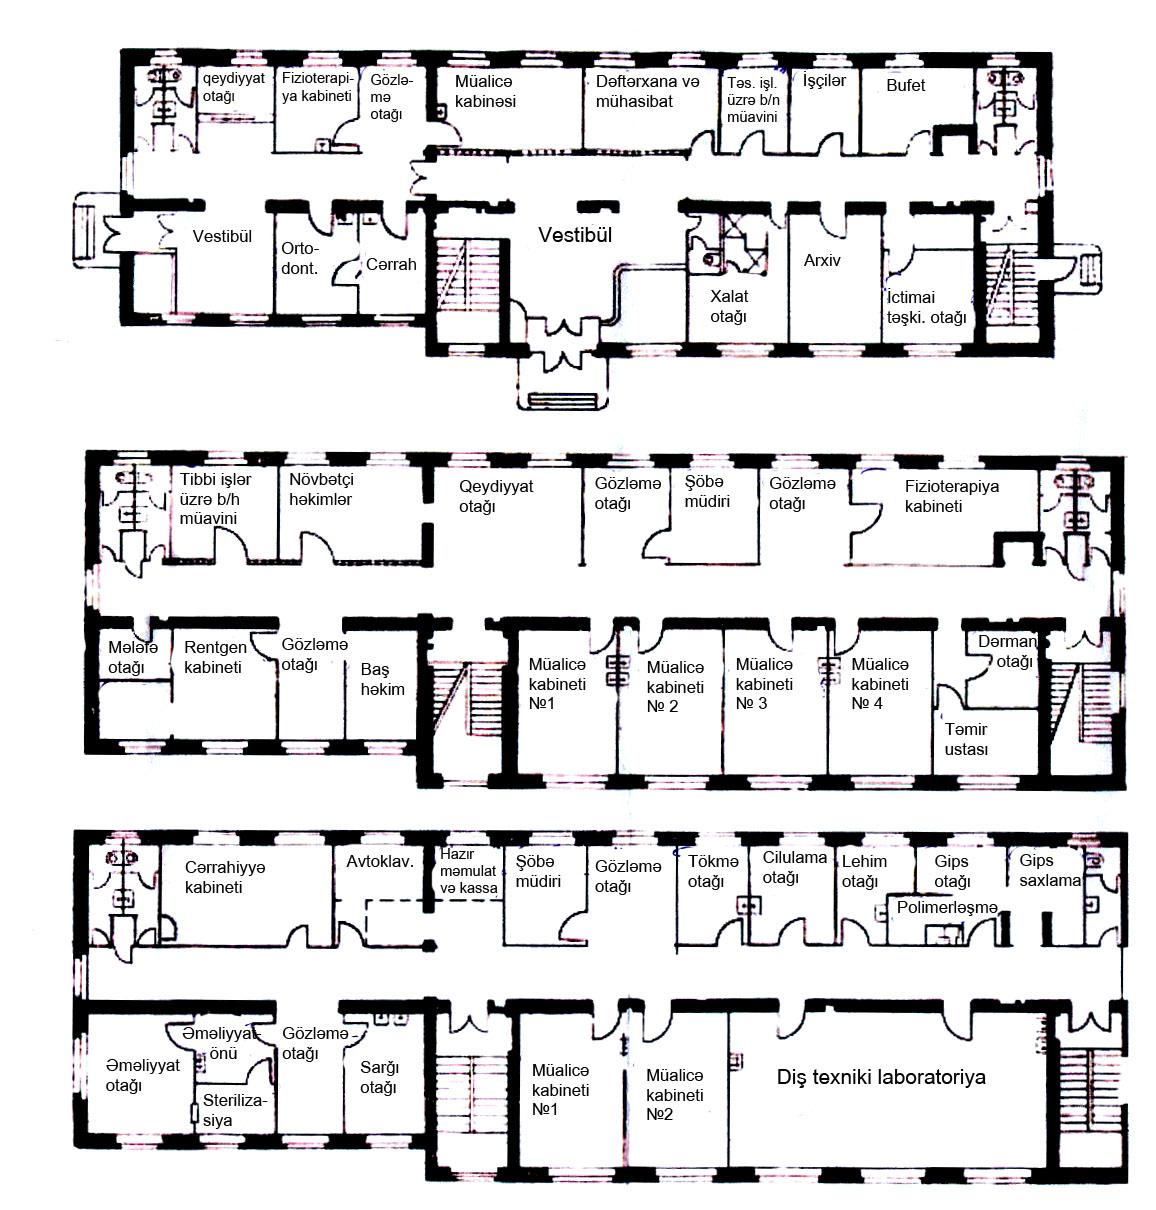 qeydiyyat
otağı
Fizioterapi-
ya kabineti
Gözlə-
mə
otağı
Müalicə
kabinəsi
Dəftərxana və
mühasibat
Təs. işl.
üzrə b/n
müavini
İşçilər
Bufet
Vestibül
Orto-
dont.
Cərrah
Vestibül
Xalat
otağı
Arxiv
İctimai
təşki. otağı
Tibbi işlər
üzrə b/h
müavini
Növbətçi
həkimlər
Qeydiyyat
otağı
Gözləmə
otağı
Şöbə
müdiri
Gözləmə
otağı
Fizioterapiya
kabineti
Mələfə
otağı
Rentgen
kabineti
Gözləmə
otağı
Baş
həkim
Müalicə
kabineti
№1
Müalicə
kabineti
№ 2
Müalicə
kabineti
№ 3
Müalicə
kabineti
№ 4
Dərman
otağı
Təmir
ustası
Cərrahiyyə
kabineti
Avtoklav.
Hazır
məmulat
və kassa
Şöbə
müdiri
Gözləmə
otağı
Tökmə
otağı
Cilulama
otağı
Lehim
otağı
Gips
otağı
Gips
saxlama
Polimerləşmə
Əməliyyat
otağı
Əməliyyat-
önü
Steriliza-
siya
Gözləmə
otağı
Sarğı
otağı
Müalicə
kabineti
№1
Müalicə
kabineti
№2
Diş texniki laboratoriya